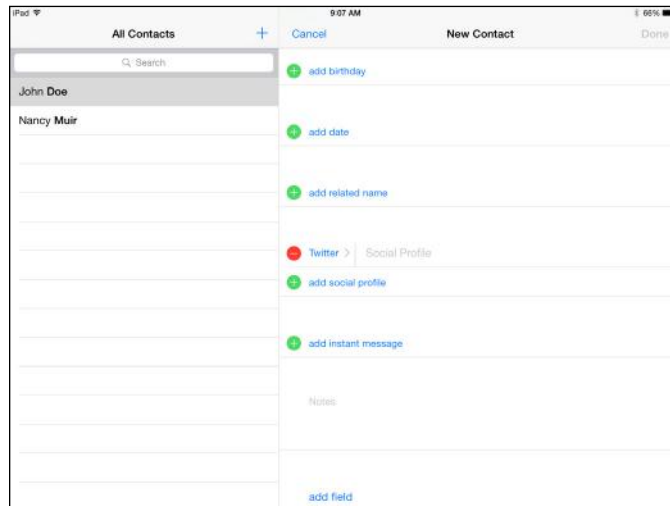 iPad 9:07 AM 66%
All Contacts + Cancel New Contact Done
Search
John Doe
Nancy Muir
add birthday
add date
add related name
Twitter > Social Profile
add social profile
add instant message
Notes
add field